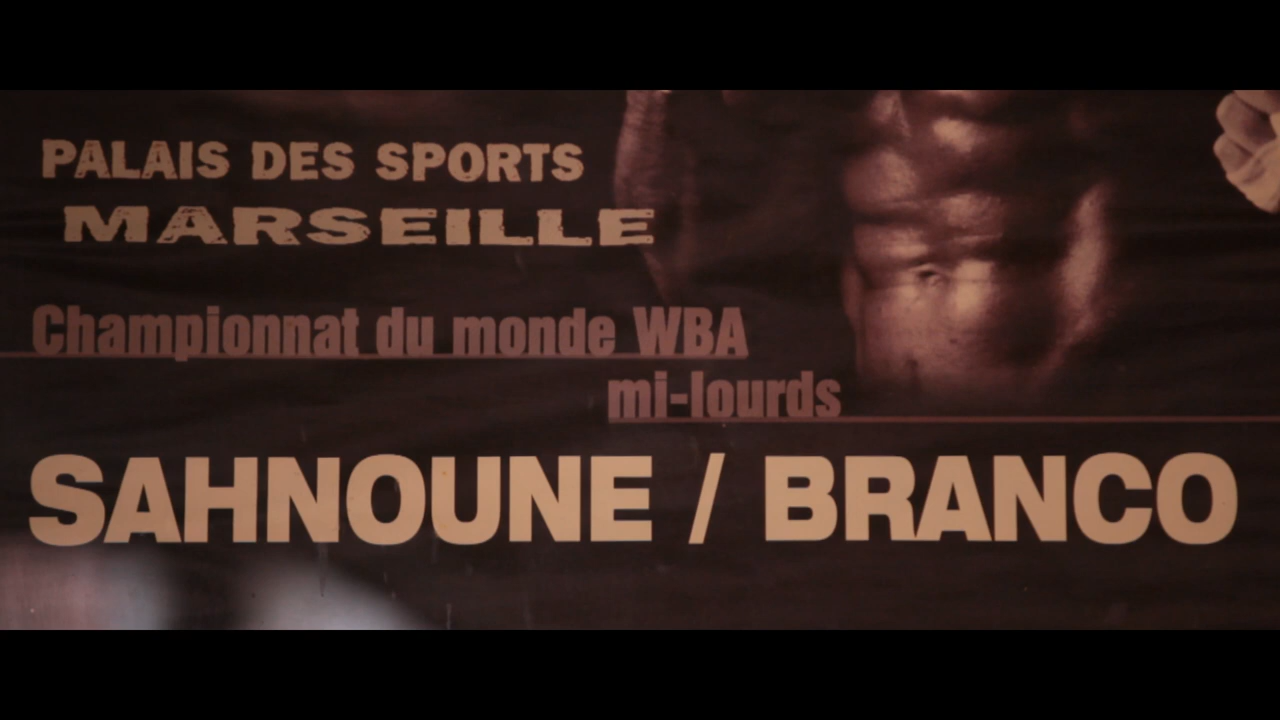 PALAIS DES SPORTS
MARSEILLE
Championnat du monde WBA
mi-lourds
SAHNOUNE / BRANCO